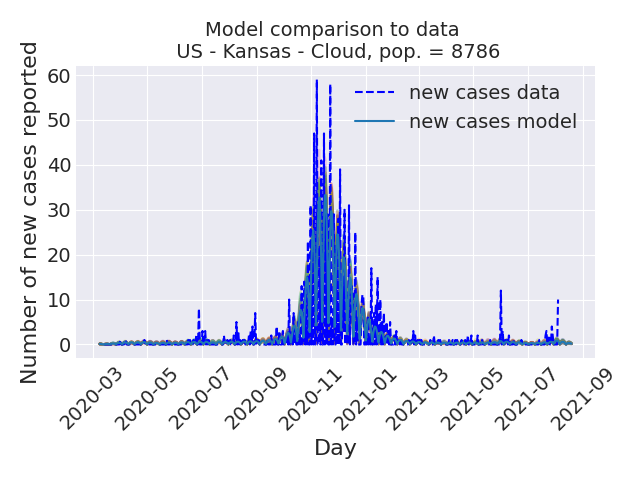 Model comparison to data
US - Kansas - Cloud, pop. = 8786
Number of new cases reported
60
50
40
30
20
10
0
new cases data
new cases model
2020-03
2020-05
2020-07
2020-09
2020-11
2021-01
2021-03
2021-05
2021-07
2021-09
Day